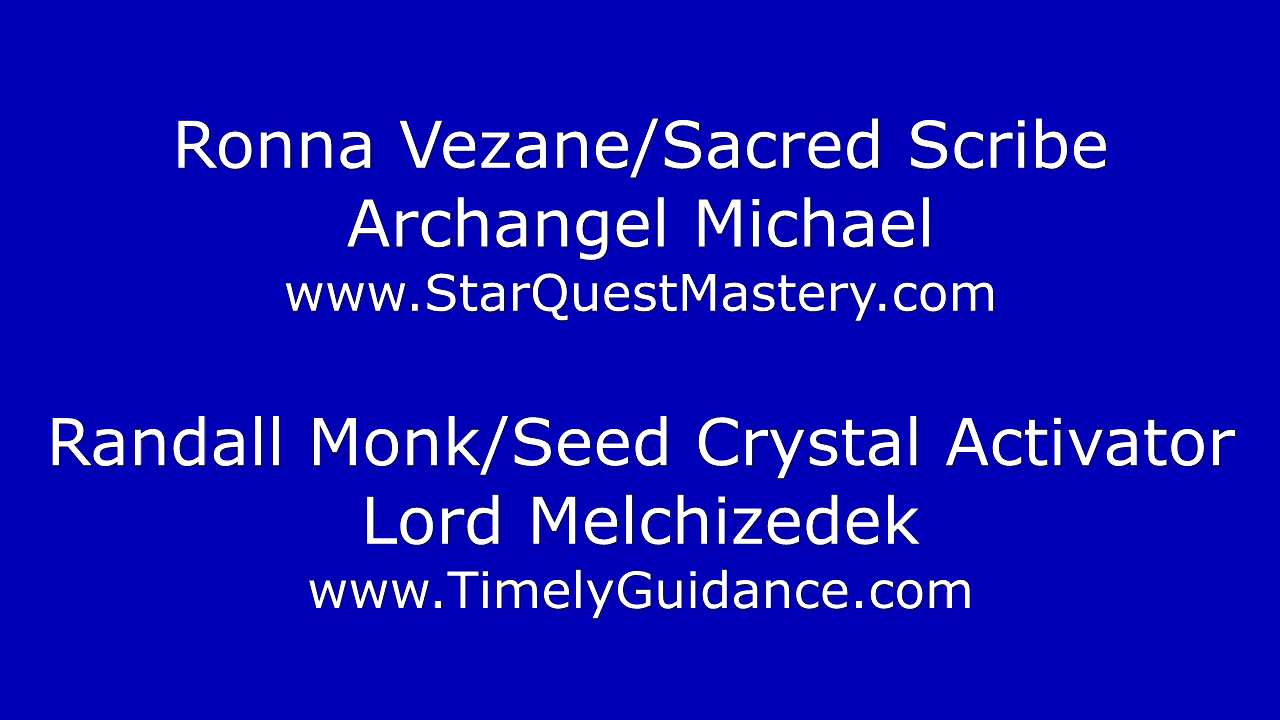 Ronna Vezane/Sacred Scribe
Archangel Michael
www.StarQuestMastery.com
Randall Monk/Seed Crystal Activator
Lord Melchizedek
www.TimelyGuidance.com